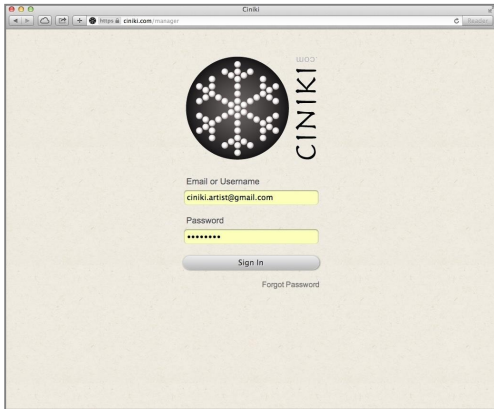 Ciniki
https ciniki.com/manager
Reader
CINIKI.COM
Email or Username
ciniki.artist@gmail.com
Password
••••••••
Sign In
Forgot Password